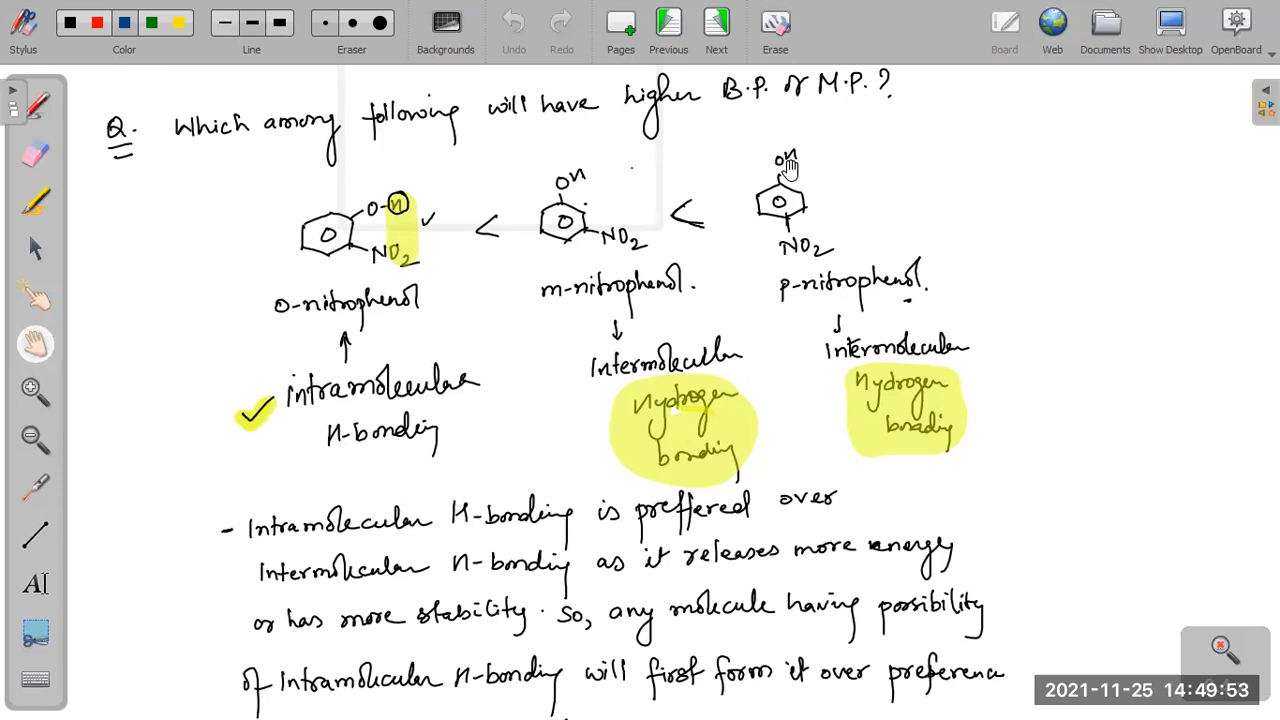 Stylus
Color
Line
Eraser
Backgrounds
Undo
Redo
Pages
Previous
Next
Erase
Board
Web
Documents
Show Desktop
OpenBoard
Q. Which among following will have higher B.P. or M.P.?
O-H
NO2
<
OH
NO2
<
OH
NO2
o-nitrophenol
m-nitrophenol.
p-nitrophenol.
intramolecular
H-bonding
Intermolecular
Hydrogen
bonding
Intermolecular
Hydrogen
bonding
- Intramolecular H-bonding is preffered over
Intermolecular H-bonding as it releases more energy
or has more stability. So, any molecule having possibility
of Intramolecular H-bonding will first form it over preference
2021-11-25 14:49:53